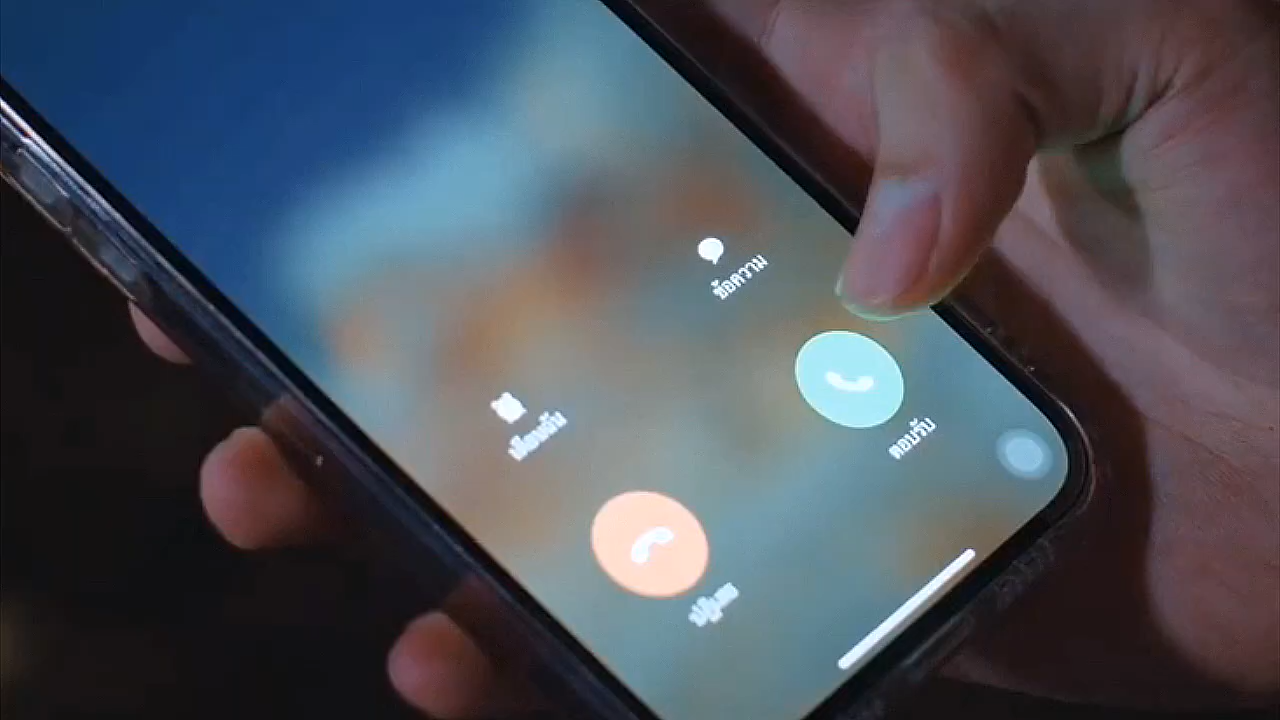 เตือนฉัน
ข้อความ
ปฏิเสธ
ตอบรับ